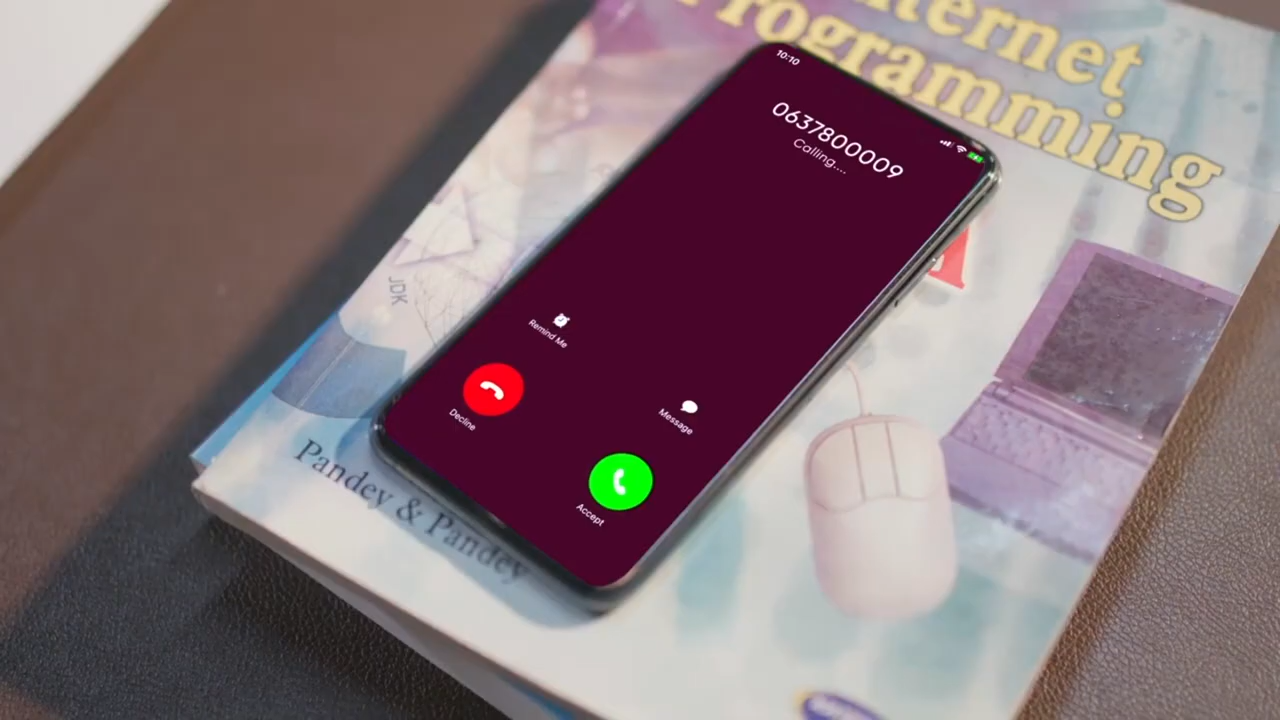 Internet
Programming
10:10
0637800009
Calling....
JDK
Remind Me
Message
Decline
Accept
Pandey & Pandey